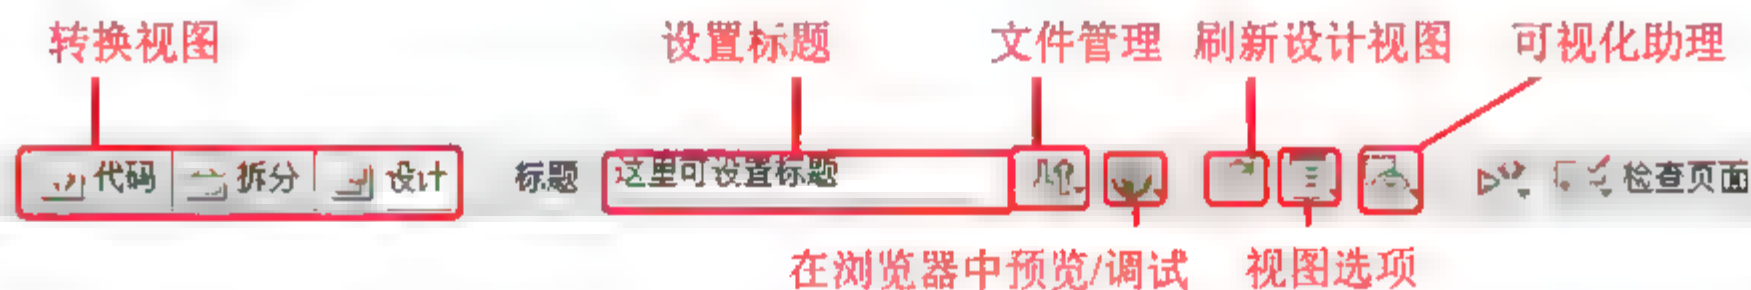 转换视图 设置标题 文件管理 刷新设计视图 可视化助理
代码 拆分 设计 标题 这里可设置标题 检查页面
在浏览器中预览/调试 视图选项